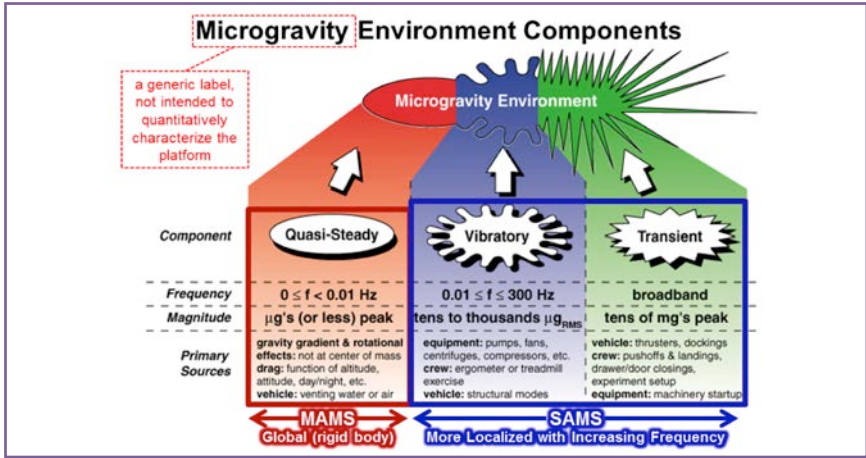 Microgravity Environment Components
a generic label,
not intended to
quantitatively
characterize the
platform
Microgravity Environment
Component
Quasi-Steady
Vibratory
Transient
Frequency
0 ≤ f < 0.01 Hz
0.01 ≤ f ≤ 300 Hz
broadband
Magnitude
µg's (or less) peak
tens to thousands µgRMS
tens of mg's peak
Primary
Sources
gravity gradient & rotational
effects: not at center of mass
drag: function of altitude,
attitude, day/night, etc.
vehicle: venting water or air
equipment: pumps, fans,
centrifuges, compressors, etc.
crew: ergometer or treadmill
exercise
vehicle: structural modes
vehicle: thrusters, dockings
crew: pushoffs & landings,
drawer/door closings,
experiment setup
equipment: machinery startup
MAMS
Global (rigid body)
SAMS
More Localized with Increasing Frequency